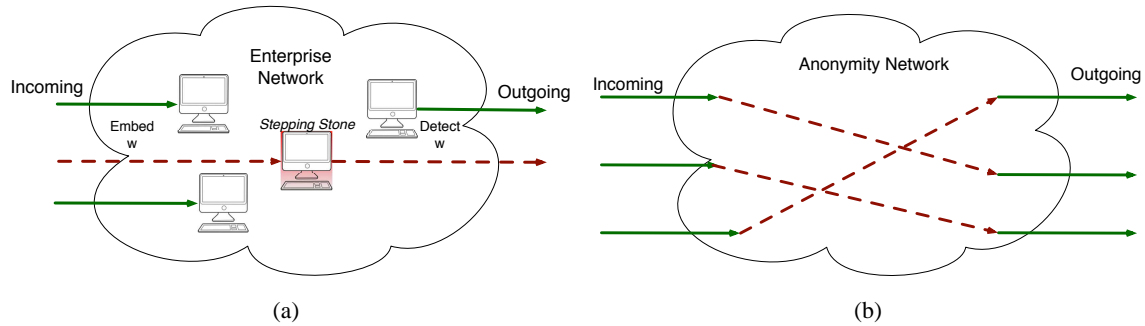 Enterprise
Network
Incoming
Outgoing
Embed
w
Stepping Stone
Detect
w
(a)
Anonymity Network
Incoming
Outgoing
(b)